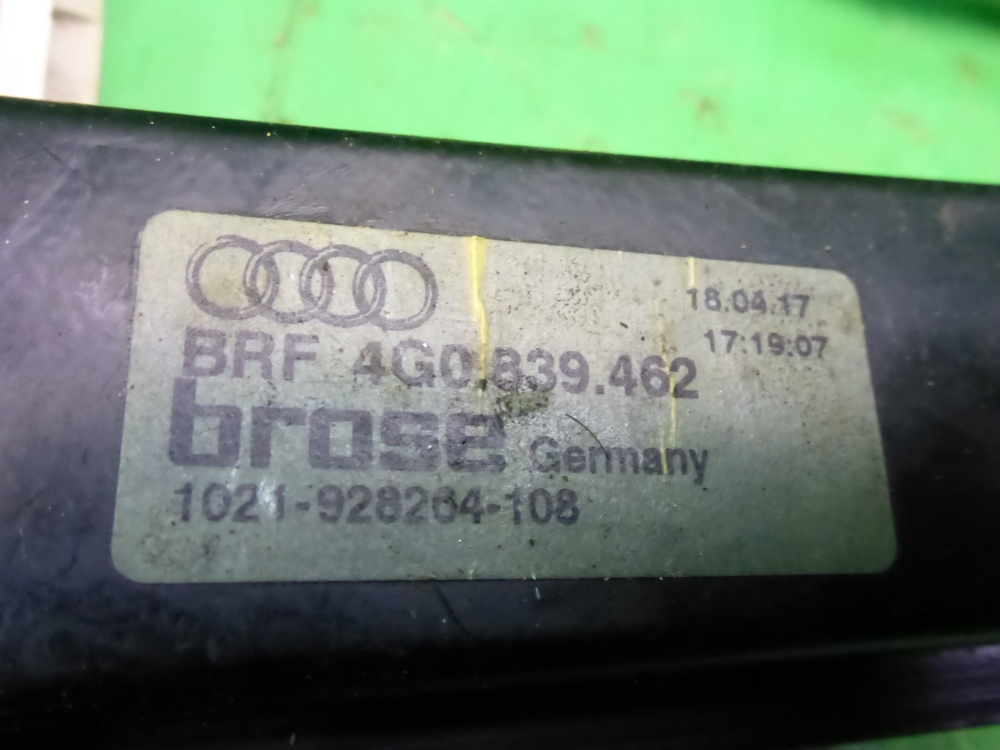 18.04.17
17:19:07
BRF 4G0.839.462
brose Germany
1021-928264-108